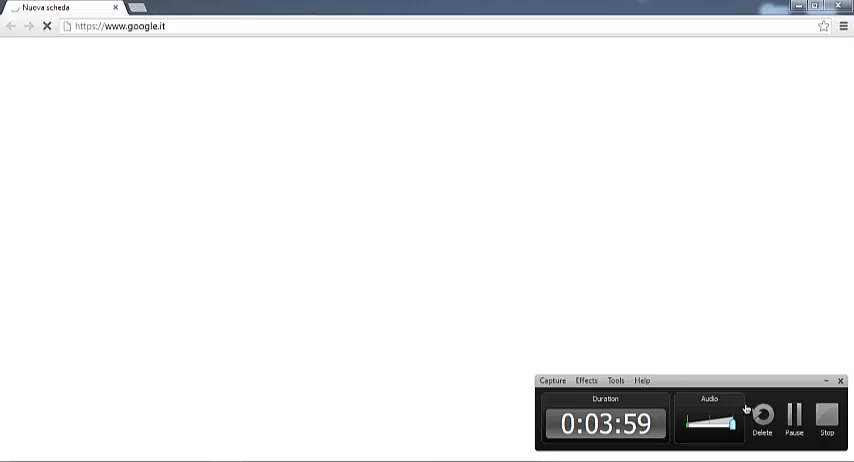 Nuova scheda
https://www.google.it
Capture Effects Tools Help
Duration
Audio
0:03:59
Delete Pause Stop